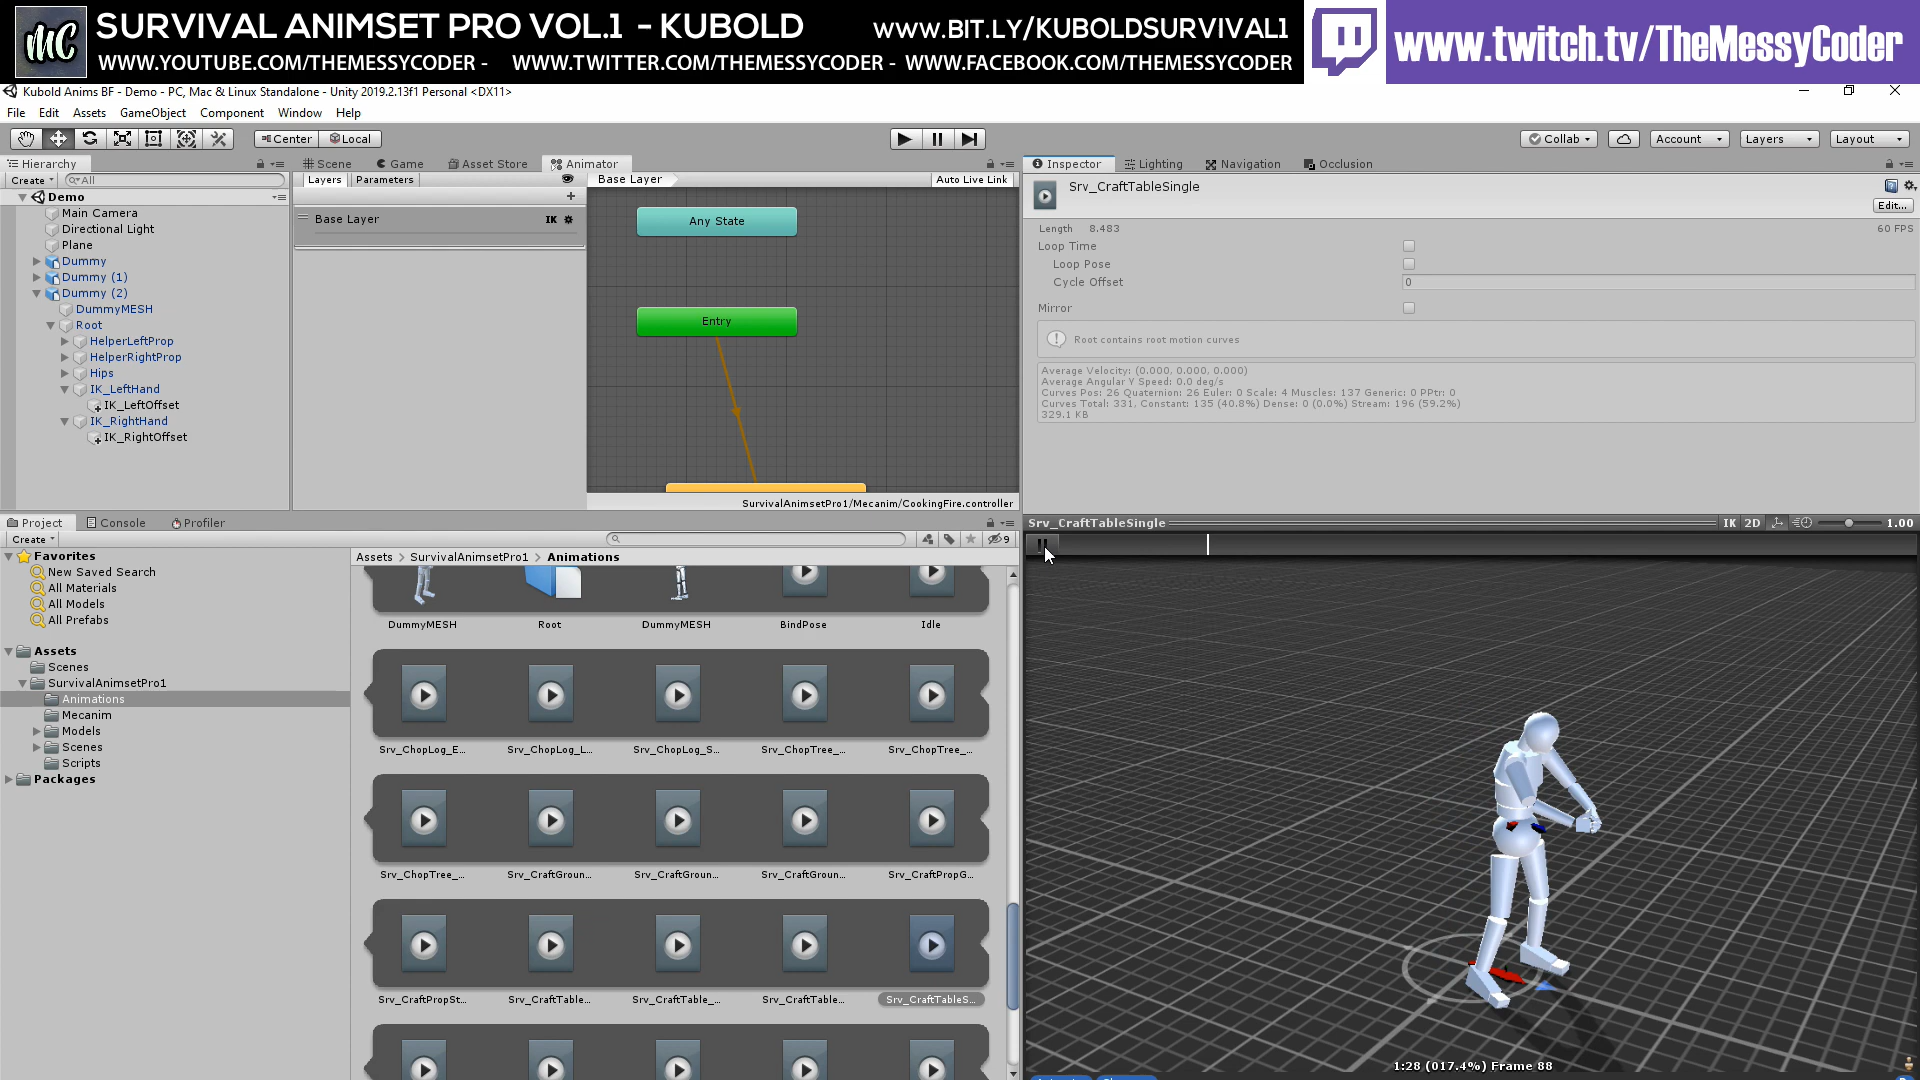 MC
SURVIVAL ANIMSET PRO VOL.1 - KUBOLD
WWW.BIT.LY/KUBOLDSURVIVAL1
WWW.YOUTUBE.COM/THEMESSYCODER - WWW.TWITTER.COM/THEMESSYCODER - WWW.FACEBOOK.COM/THEMESSYCODER
www.twitch.tv/TheMessyCoder
Kubold Anims BF - Demo - PC, Mac & Linux Standalone - Unity 2019.2.13f1 Personal <DX11>
File Edit Assets GameObject Component Window Help
Center Local
Collab Account Layers Layout
Hierarchy
Create All
Demo
Main Camera
Directional Light
Plane
Dummy
Dummy (1)
Dummy (2)
DummyMESH
Root
HelperLeftProp
HelperRightProp
Hips
IK_LeftHand
IK_LeftOffset
IK_RightHand
IK_RightOffset
Scene Game Asset Store Animator
Layers Parameters
Base Layer
Auto Live Link
Base Layer IK
Any State
Entry
SurvivalAnimsetPro1/Mecanim/CookingFire.controller
Inspector Lighting Navigation Occlusion
Srv_CraftTableSingle
Edit...
Length 8.483 60 FPS
Loop Time
Loop Pose
Cycle Offset 0
Mirror
Root contains root motion curves
Average Velocity: (0.000, 0.000, 0.000)
Average Angular Y Speed: 0.0 deg/s
Curves Pos: 26 Quaternion: 26 Euler: 0 Scale: 4 Muscles: 137 Generic: 0 PPtr: 0
Curves Total: 331, Constant: 135 (40.8%) Dense: 0 (0.0%) Stream: 196 (59.2%)
329.1 KB
Project Console Profiler
Create
9
Favorites
New Saved Search
All Materials
All Models
All Prefabs
Assets
Scenes
SurvivalAnimsetPro1
Animations
Mecanim
Models
Scenes
Scripts
Packages
Assets > SurvivalAnimsetPro1 > Animations
DummyMESH Root DummyMESH BindPose Idle
Srv_ChopLog_E... Srv_ChopLog_L... Srv_ChopLog_S... Srv_ChopTree_... Srv_ChopTree_...
Srv_ChopTree_... Srv_CraftGroun... Srv_CraftGroun... Srv_CraftGroun... Srv_CraftPropG...
Srv_CraftPropSt... Srv_CraftTable... Srv_CraftTable_... Srv_CraftTable... Srv_CraftTableS...
Srv_CraftTableSingle IK 2D 1.00
1:28 (017.4%) Frame 88